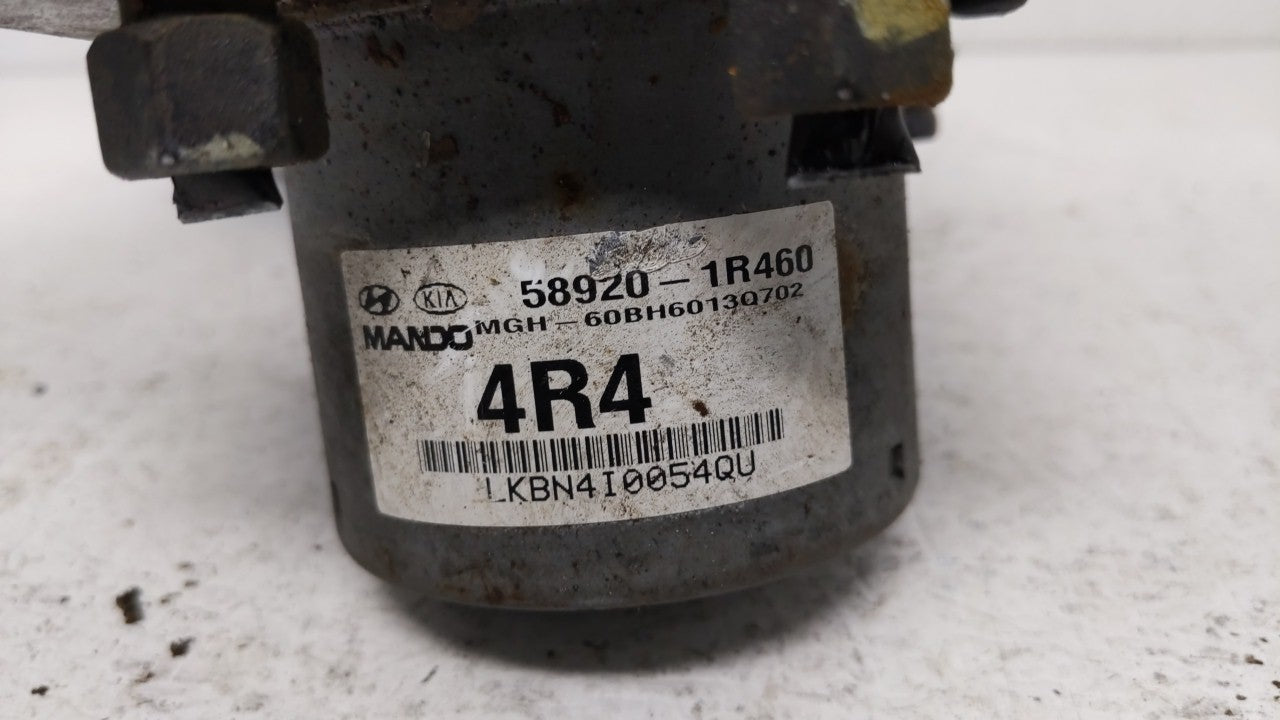 KIA 58920-1R460
MANDO MGH-60BH6013Q702
4R4
LKBN4I0054QU